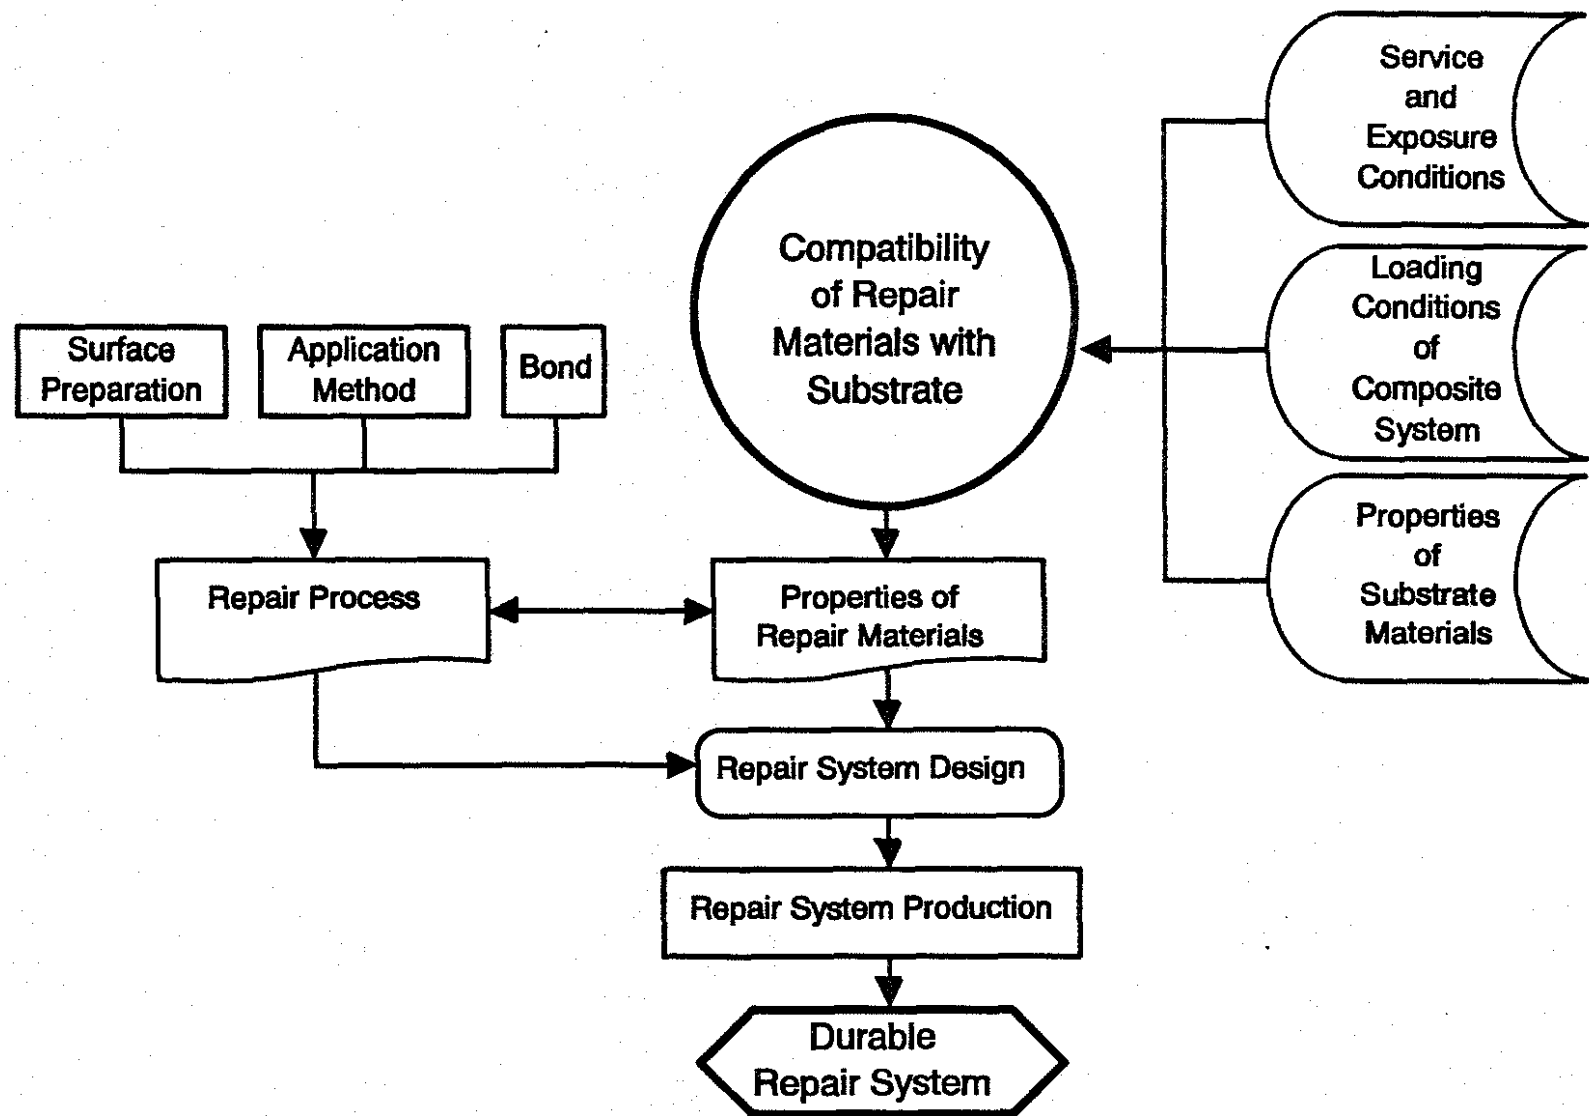 Service
and
Exposure
Conditions
Compatibility
of Repair
Materials with
Substrate
Loading
Conditions
of
Composite
System
Surface
Preparation
Application
Method
Bond
Properties
of
Substrate
Materials
Repair Process
Properties of
Repair Materials
Repair System Design
Repair System Production
Durable
Repair System